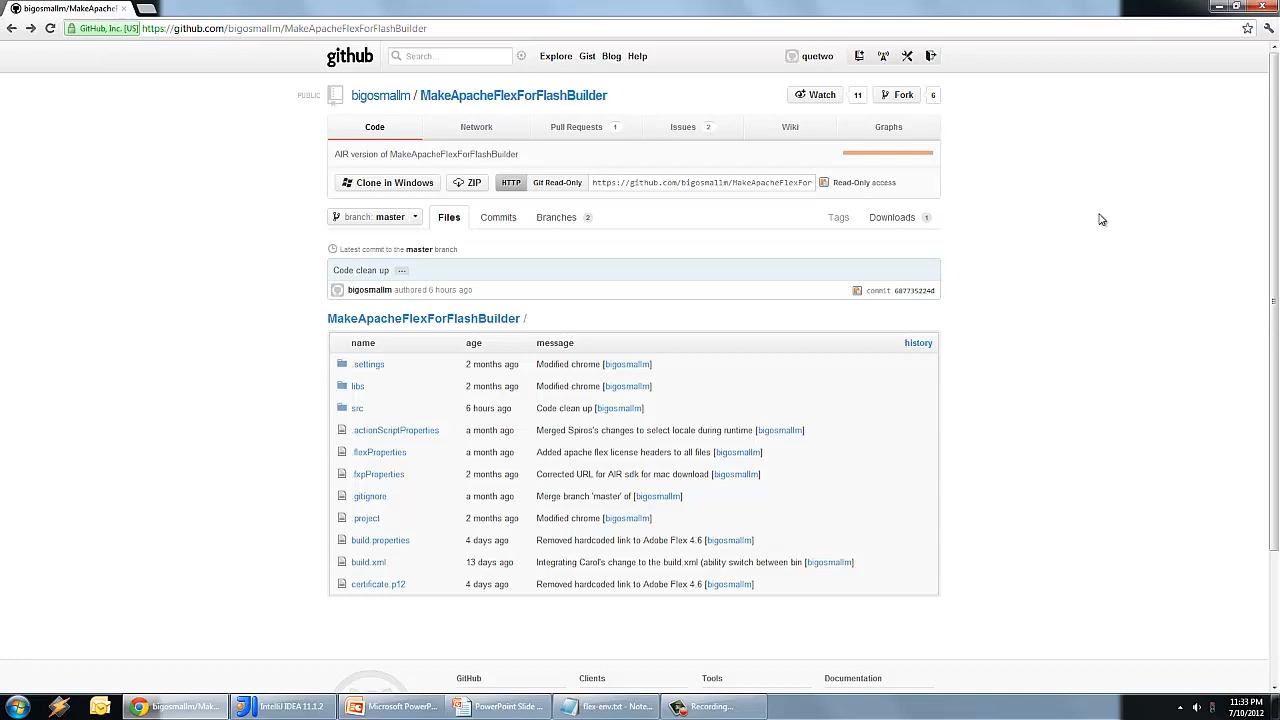 bigosmallm/MakeApacheF
GitHub, Inc. [US] https://github.com/bigosmallm/MakeApacheFlexForFlashBuilder
github Search... Explore Gist Blog Help quetwo
PUBLIC bigosmallm / MakeApacheFlexForFlashBuilder Watch 11 Fork 6
Code Network Pull Requests 1 Issues 2 Wiki Graphs
AIR version of MakeApacheFlexForFlashBuilder
Clone in Windows ZIP HTTP Git Read-Only https://github.com/bigosmallm/MakeApacheFlexFor Read-Only access
branch: master Files Commits Branches 2 Tags Downloads 1
Latest commit to the master branch
Code clean up ...
bigosmallm authored 6 hours ago commit 687735224d
MakeApacheFlexForFlashBuilder /
name age message history
.settings 2 months ago Modified chrome [bigosmallm]
libs 2 months ago Modified chrome [bigosmallm]
src 6 hours ago Code clean up [bigosmallm]
.actionScriptProperties a month ago Merged Spiros's changes to select locale during runtime [bigosmallm]
.flexProperties a month ago Added apache flex license headers to all files [bigosmallm]
.fxpProperties 2 months ago Corrected URL for AIR sdk for mac download [bigosmallm]
.gitignore a month ago Merge branch 'master' of [bigosmallm]
.project 2 months ago Modified chrome [bigosmallm]
build.properties 4 days ago Removed hardcoded link to Adobe Flex 4.6 [bigosmallm]
build.xml 13 days ago Integrating Carol's change to the build.xml (ability switch between bin [bigosmallm]
certificate.p12 4 days ago Removed hardcoded link to Adobe Flex 4.6 [bigosmallm]
GitHub Clients Tools Documentation
bigosmallm/Mak... IntelliJ IDEA 11.1.2 Microsoft PowerP... PowerPoint Slide ... flex-env.txt - Note... Recording... 11:33 PM
7/10/2012